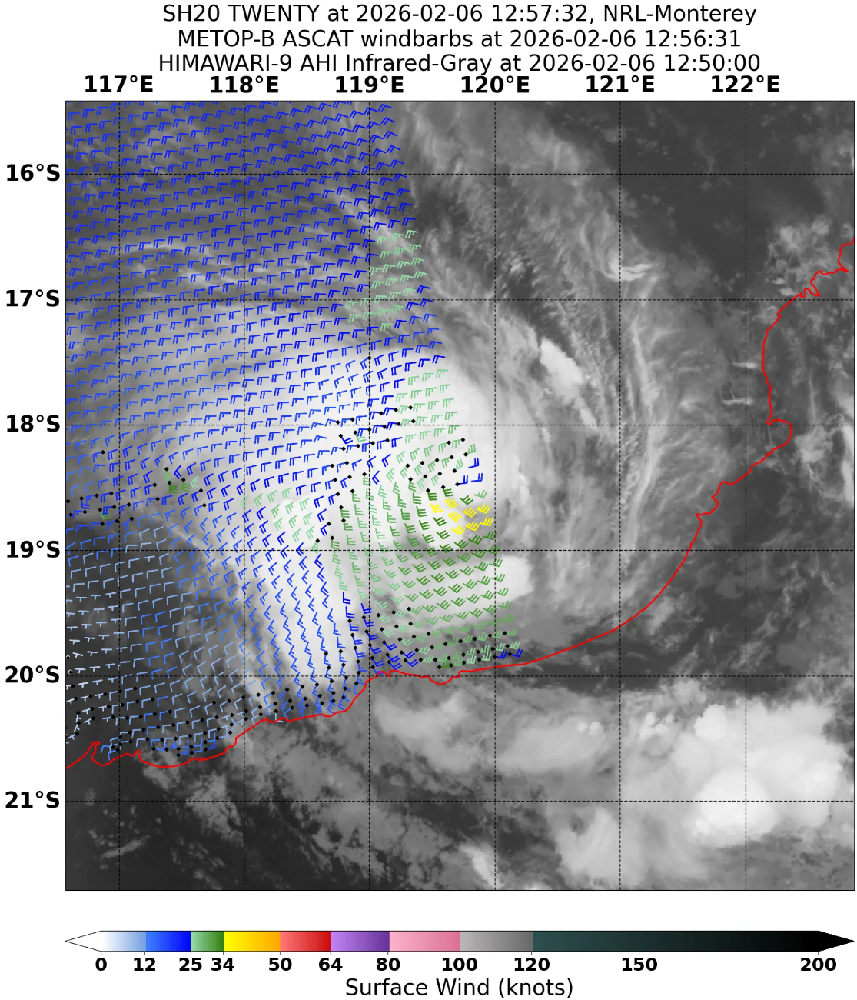 SH20 TWENTY at 2026-02-06 12:57:32, NRL-Monterey
METOP-B ASCAT windbarbs at 2026-02-06 12:56:31
HIMAWARI-9 AHI Infrared-Gray at 2026-02-06 12:50:00
117°E 118°E 119°E 120°E 121°E 122°E
16°S
17°S
18°S
19°S
20°S
21°S
0 12 25 34 50 64 80 100 120 150 200
Surface Wind (knots)